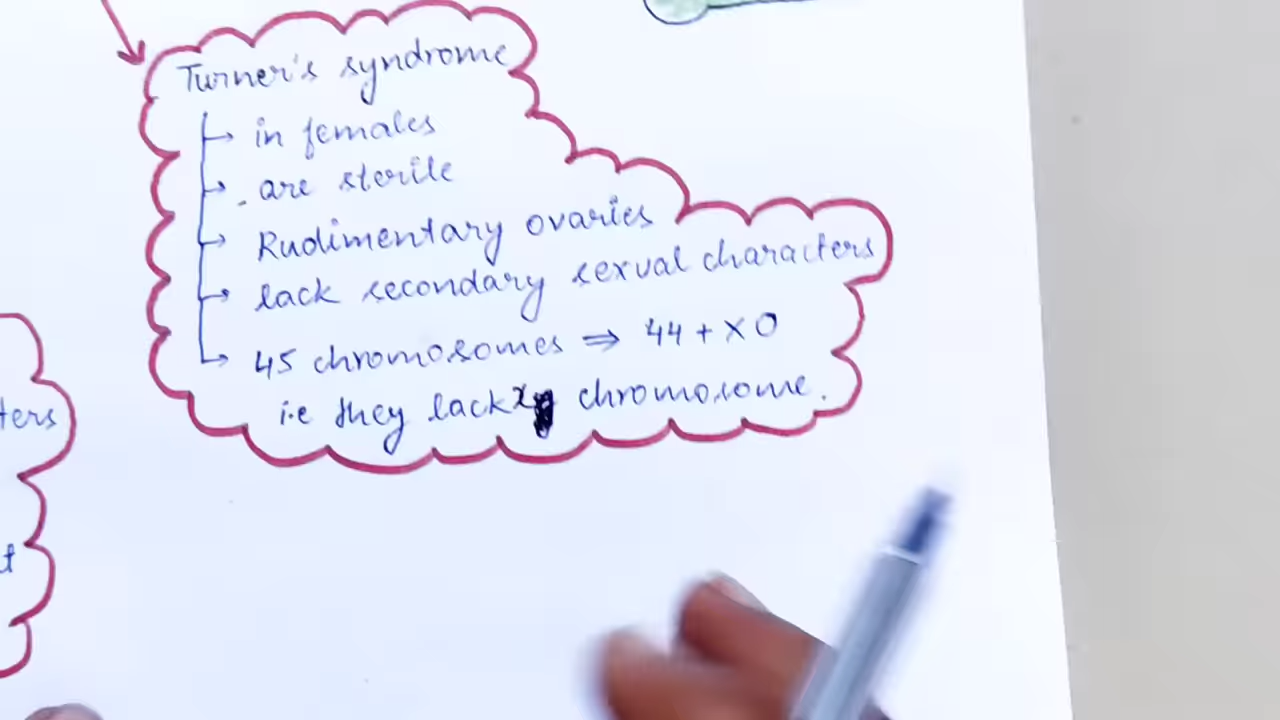 Turner's syndrome
in females
are sterile
Rudimentary ovaries
lack secondary sexual characters
45 chromosomes ⇒ 44 + XO
i.e they lack x chromosome.
ters